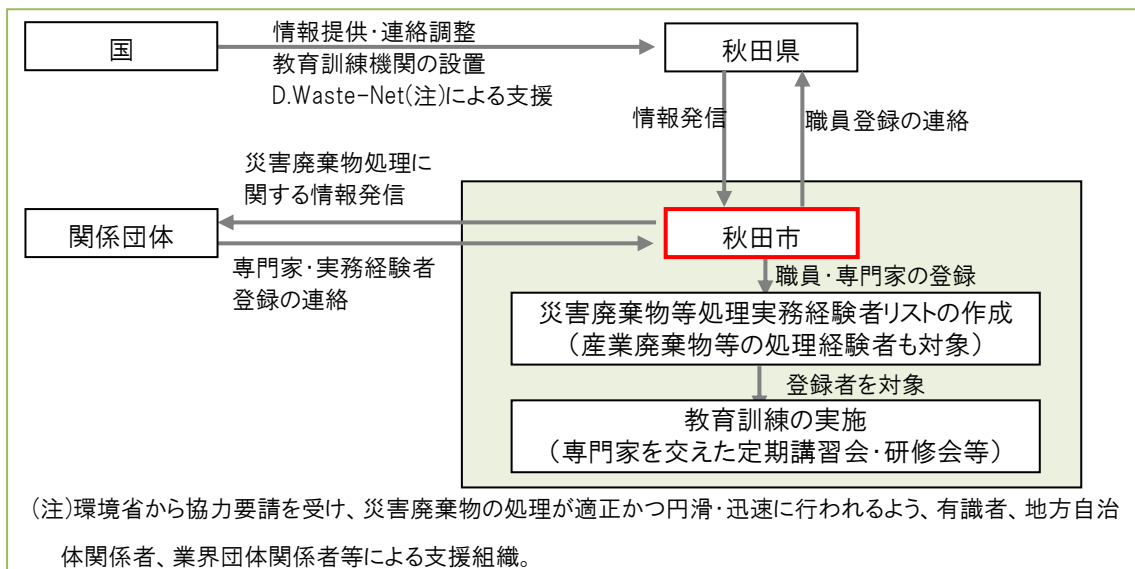 国
情報提供・連絡調整
教育訓練機関の設置
D.Waste-Net(注)による支援
秋田県
情報発信
職員登録の連絡
災害廃棄物処理に
関する情報発信
関係団体
専門家・実務経験者
登録の連絡
秋田市
職員・専門家の登録
災害廃棄物等処理実務経験者リストの作成
(産業廃棄物等の処理経験者も対象)
登録者を対象
教育訓練の実施
(専門家を交えた定期講習会・研修会等)
(注)環境省から協力要請を受け、災害廃棄物の処理が適正かつ円滑・迅速に行われるよう、有識者、地方自治
体関係者、業界団体関係者等による支援組織。